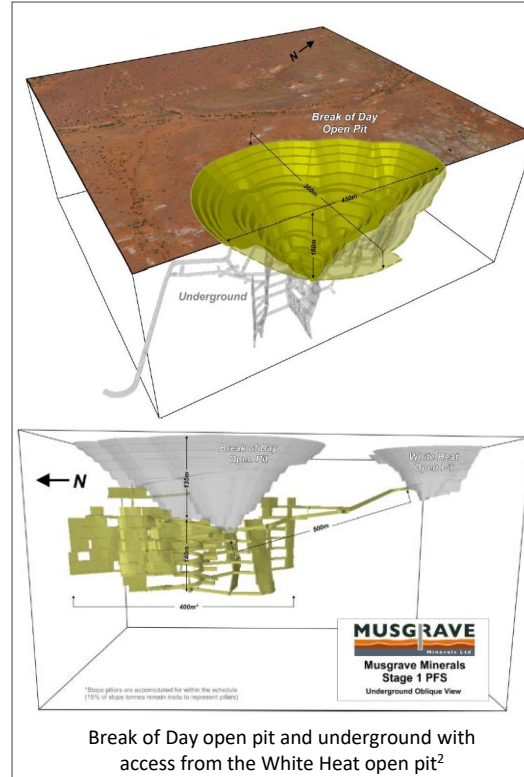 N
Break of Day
Open Pit
360m
450m
150m
Underground
N
Break of Day
Open Pit
White Heat
Open Pit
135m
500m
400m*
MUSGRAVE
Minerals Ltd
Musgrave Minerals
Stage 1 PFS
Underground Oblique View
*Stope pillars are accomodated for within the schedule
(15% of stope tonnes remain insitu to represent pillars)
Break of Day open pit and underground with
access from the White Heat open pit²